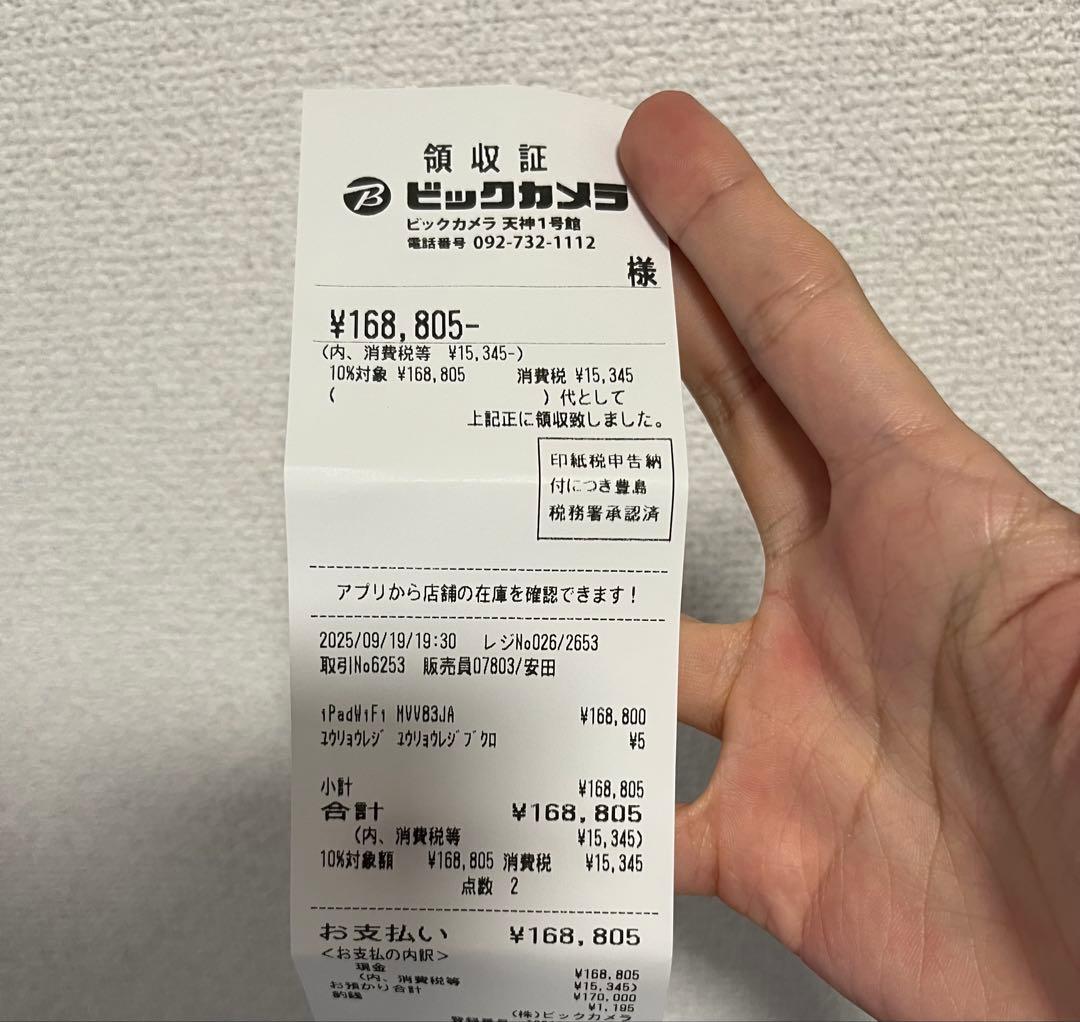 領収証
ビックカメラ
ビックカメラ 天神1号館
電話番号 092-732-1112
様
¥168,805-
(内、消費税等 ¥15,345-)
10%対象 ¥168,805 消費税 ¥15,345
( ) 代として
上記正に領収致しました。
印紙税申告納
付につき豊島
税務署承認済
アプリから店舗の在庫を確認できます!
2025/09/19/19:30 レジNo026/2653
取引No6253 販売員07803/安田
iPadWiFi MVV83JA ¥168,800
ユウリョウレジ ユウリョウレジブクロ ¥5
小計 ¥168,805
合計 ¥168,805
(内、消費税等 ¥15,345)
10%対象額 ¥168,805 消費税 ¥15,345
点数 2
お支払い ¥168,805
<お支払の内訳>
現金 ¥168,805
(内、消費税等 ¥15,345)
お預かり合計 ¥170,000
お釣銭 ¥1,195
(株)ビックカメラ